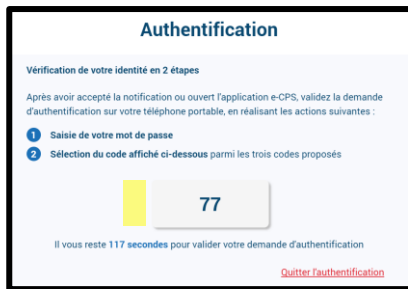 Authentification
Vérification de votre identité en 2 étapes
Après avoir accepté la notification ou ouvert l'application e-CPS, validez la demande
d'authentification sur votre téléphone portable, en réalisant les actions suivantes :
1 Saisie de votre mot de passe
2 Sélection du code affiché ci-dessous parmi les trois codes proposés
77
Il vous reste 117 secondes pour valider votre demande d'authentification
Quitter l'authentification